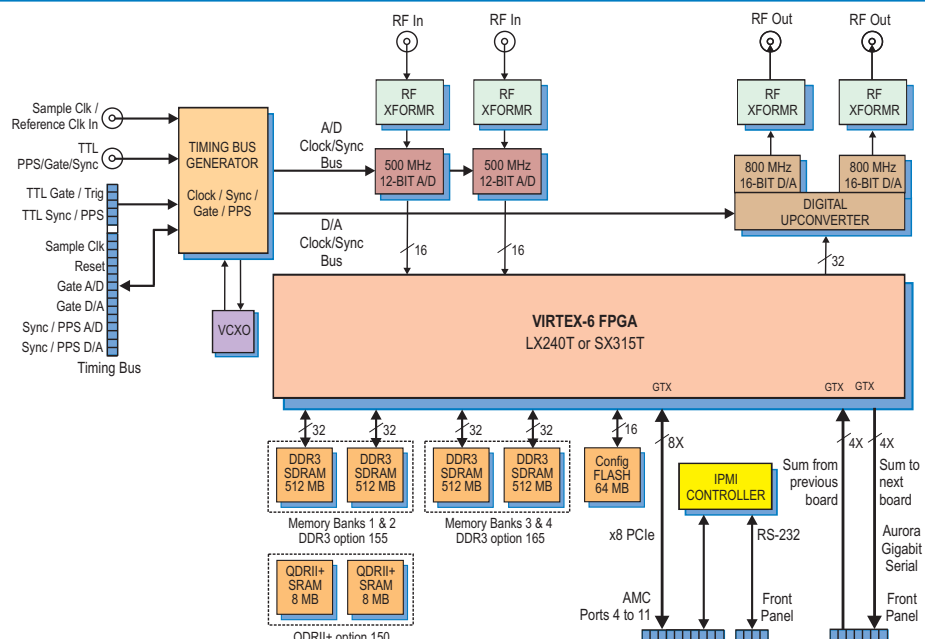 RF In
RF In
RF Out
RF Out
Sample Clk /
Reference Clk In
TTL
PPS/Gate/Sync
TTL Gate / Trig
TTL Sync / PPS
Sample Clk
Reset
Gate A/D
Gate D/A
Sync / PPS A/D
Sync / PPS D/A
Timing Bus
TIMING BUS
GENERATOR
Clock / Sync /
Gate / PPS
VCXO
A/D
Clock/Sync
Bus
D/A
Clock/Sync
Bus
RF
XFORMR
RF
XFORMR
500 MHz
12-BIT A/D
500 MHz
12-BIT A/D
16
16
RF
XFORMR
RF
XFORMR
800 MHz
16-BIT D/A
800 MHz
16-BIT D/A
DIGITAL
UPCONVERTER
32
VIRTEX-6 FPGA
LX240T or SX315T
GTX
GTX
GTX
32
32
32
32
16
8X
4X
4X
DDR3
SDRAM
512 MB
DDR3
SDRAM
512 MB
Memory Banks 1 & 2
DDR3 option 155
DDR3
SDRAM
512 MB
DDR3
SDRAM
512 MB
Memory Banks 3 & 4
DDR3 option 165
Config
FLASH
64 MB
IPMI
CONTROLLER
Sum from
previous
board
Sum to
next
board
x8 PCIe
RS-232
Aurora
Gigabit
Serial
QDRII+
SRAM
8 MB
QDRII+
SRAM
8 MB
QDRII+ option 150
AMC
Ports 4 to 11
Front
Panel
Front
Panel